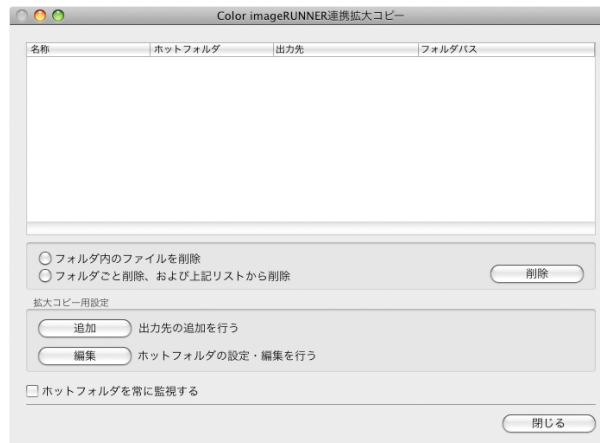 Color imageRUNNER連携拡大コピー
名称 ホットフォルダ 出力先 フォルダパス
フォルダ内のファイルを削除
フォルダごと削除、および上記リストから削除
削除
拡大コピー用設定
追加 出力先の追加を行う
編集 ホットフォルダの設定・編集を行う
ホットフォルダを常に監視する
閉じる